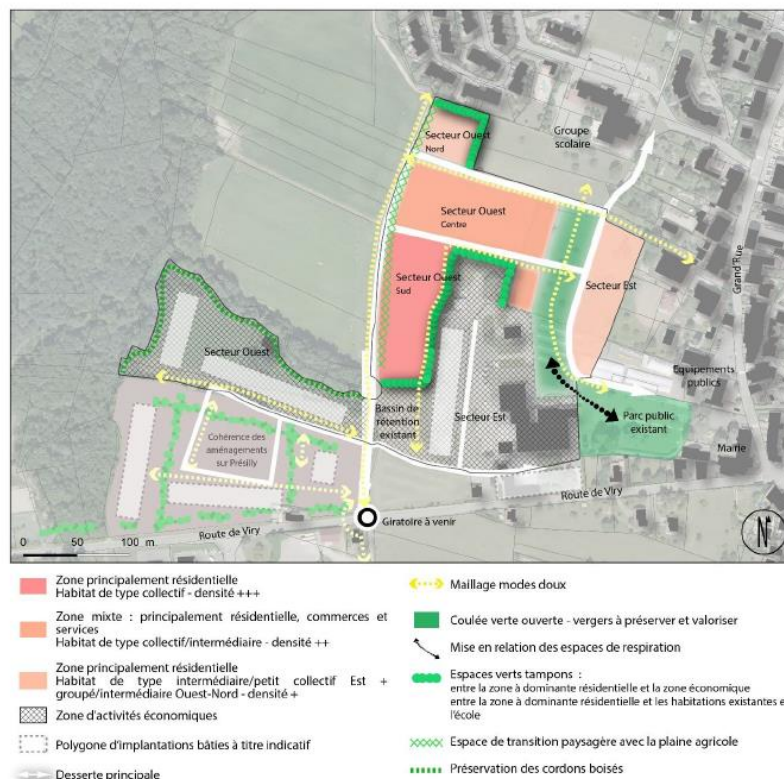 Secteur Ouest
Nord
Groupe
scolaire
Secteur Ouest
Centre
Grand'Rue
Secteur Ouest
Sud
Secteur Est
Secteur Ouest
Equipements
publics
Bassin de
rétention
existant
Secteur Est
Parc public
existant
Cohérence des
aménagements
sur Présilly
Mairie
Route de Viry
Giratoire à venir
Route de Viry
N
0 50 100 m
Zone principalement résidentielle
Habitat de type collectif - densité +++
Zone mixte : principalement résidentielle, commerces et
services
Habitat de type collectif/intermédiaire - densité ++
Zone principalement résidentielle
Habitat de type intermédiaire/petit collectif Est +
groupé/intermédiaire Ouest-Nord - densité +
Zone d'activités économiques
Polygone d'implantations bâties à titre indicatif
Desserte principale
Maillage modes doux
Coulée verte ouverte - vergers à préserver et valoriser
Mise en relation des espaces de respiration
Espaces verts tampons :
entre la zone à dominante résidentielle et la zone économique
entre la zone à dominante résidentielle et les habitations existantes e
l'école
Espace de transition paysagère avec la plaine agricole
Préservation des cordons boisés